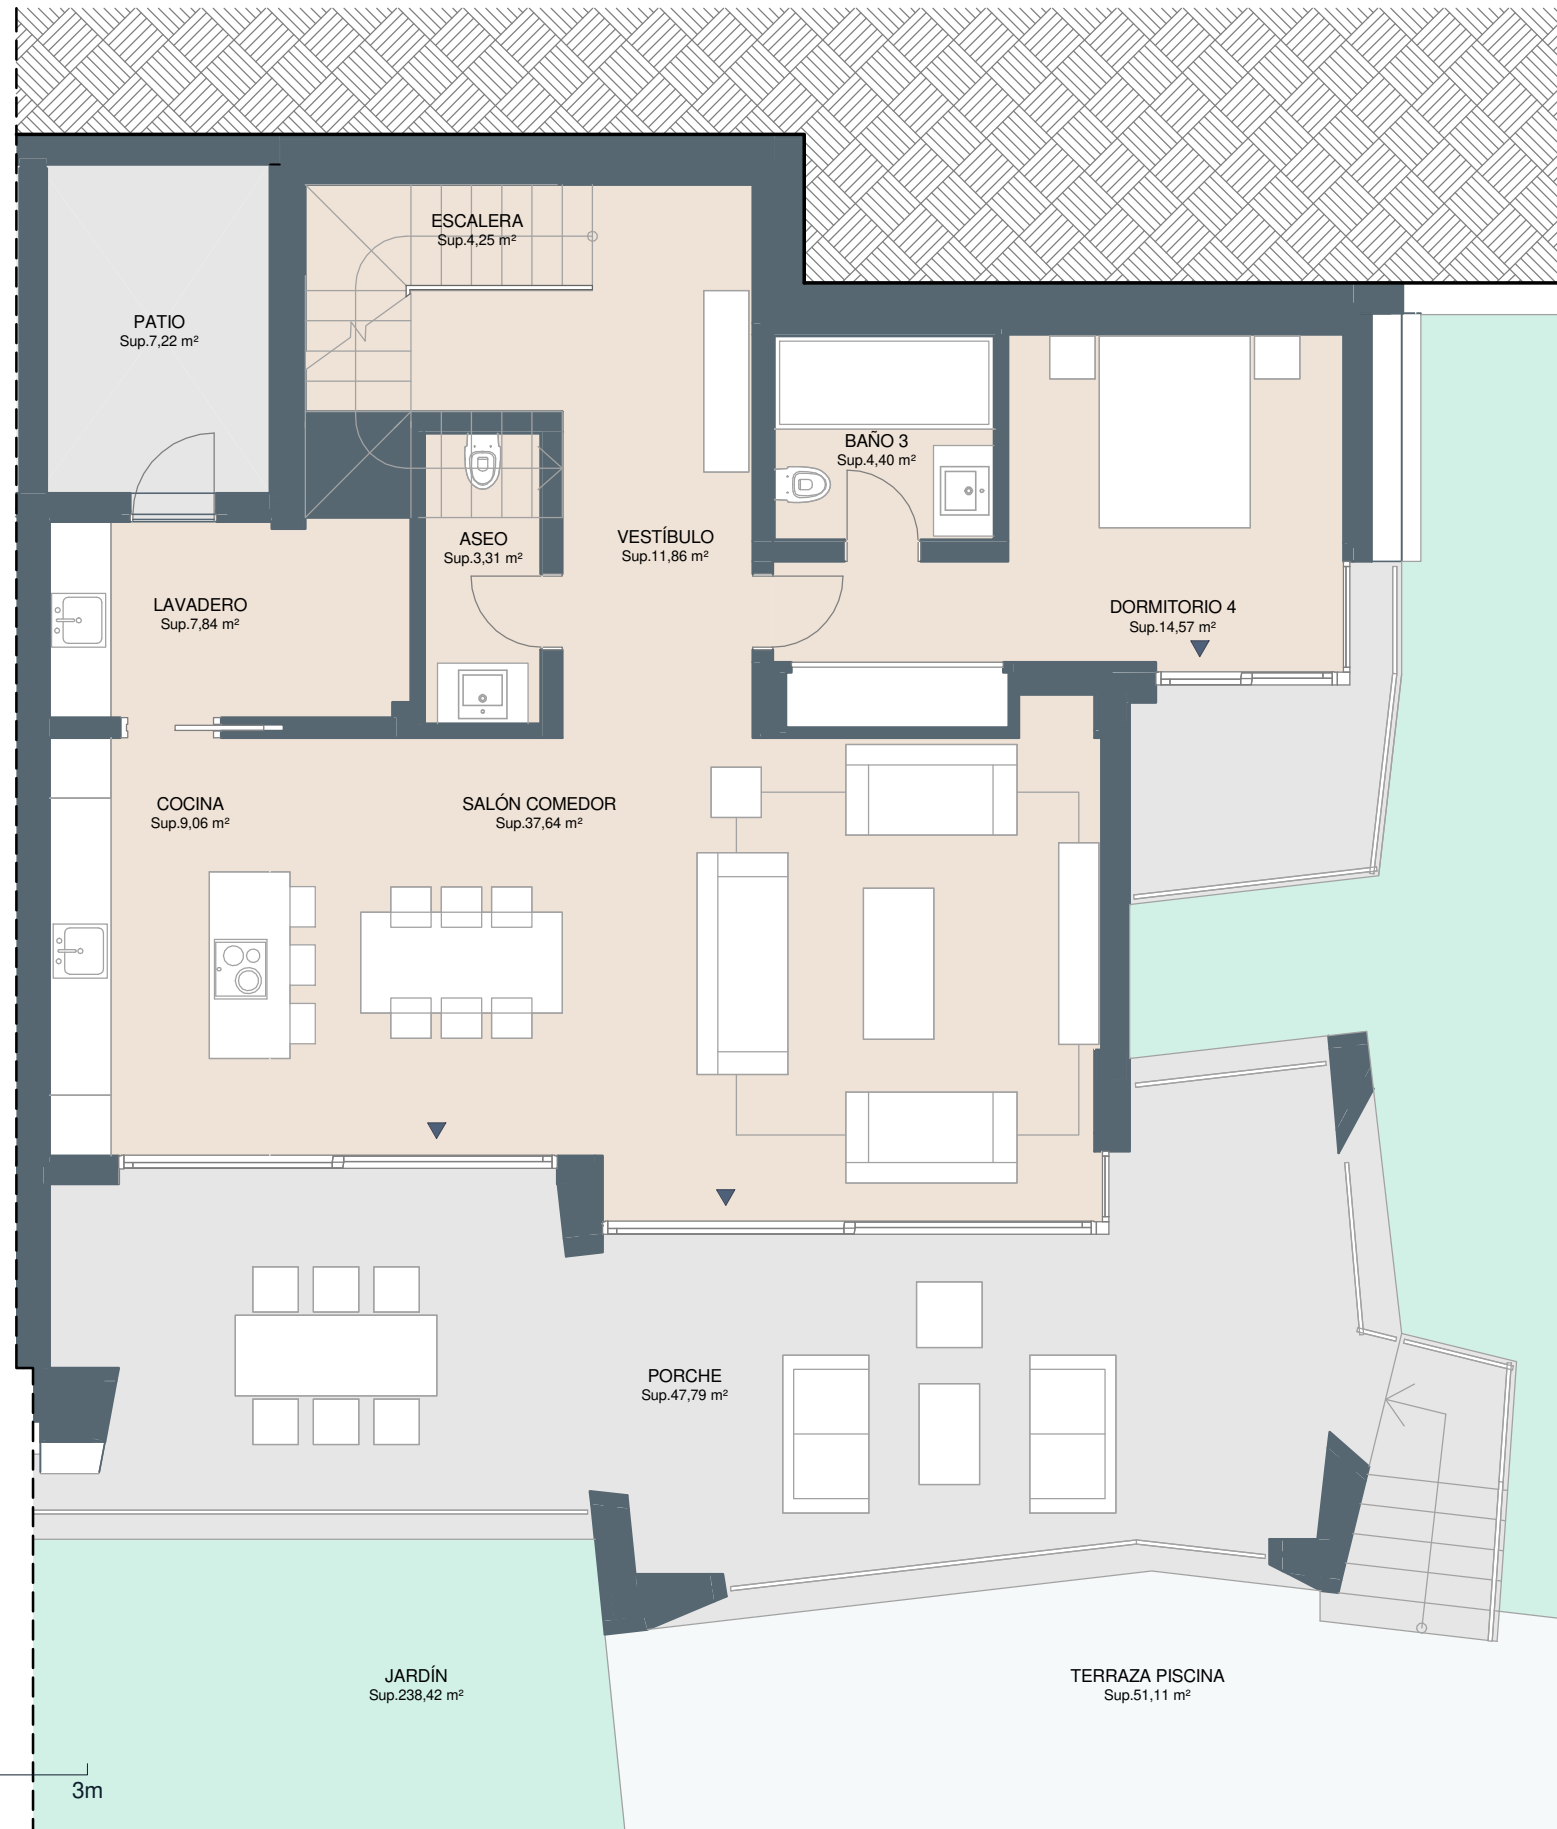 ESCALERA
Sup.4,25 m²
PATIO
Sup.7,22 m²
BAÑO 3
Sup.4,40 m²
ASEO
Sup.3,31 m²
VESTÍBULO
Sup.11,86 m²
LAVADERO
Sup.7,84 m²
DORMITORIO 4
Sup.14,57 m²
COCINA
Sup.9,06 m²
SALÓN COMEDOR
Sup.37,64 m²
PORCHE
Sup.47,79 m²
JARDÍN
Sup.238,42 m²
TERRAZA PISCINA
Sup.51,11 m²
3m